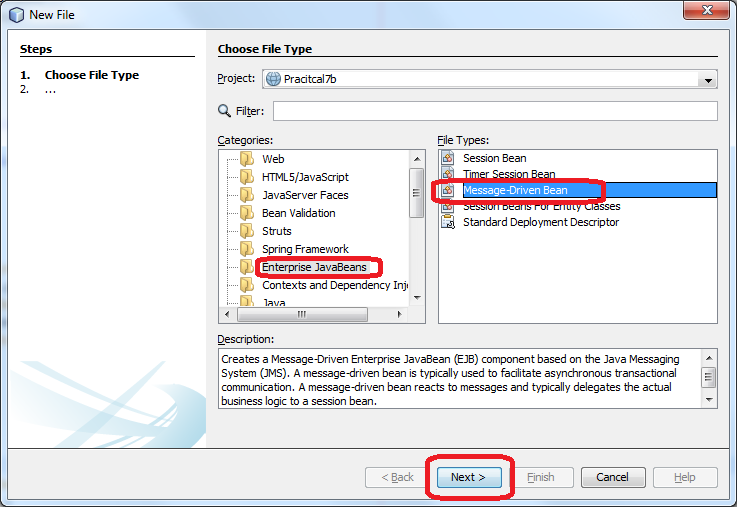 New File
Steps
1. Choose File Type
2. ...
Choose File Type
Project: Pracitcal7b
Filter:
Categories:
Web
HTML5/JavaScript
JavaServer Faces
Bean Validation
Struts
Spring Framework
Enterprise JavaBeans
Contexts and Dependency Inje
Java
File Types:
Session Bean
Timer Session Bean
Message-Driven Bean
Session Beans For Entity Classes
Standard Deployment Descriptor
Description:
Creates a Message-Driven Enterprise JavaBean (EJB) component based on the Java Messaging
System (JMS). A message-driven bean is typically used to facilitate asynchronous transactional
communication. A message-driven bean reacts to messages and typically delegates the actual
business logic to a session bean.
< Back Next > Finish Cancel Help